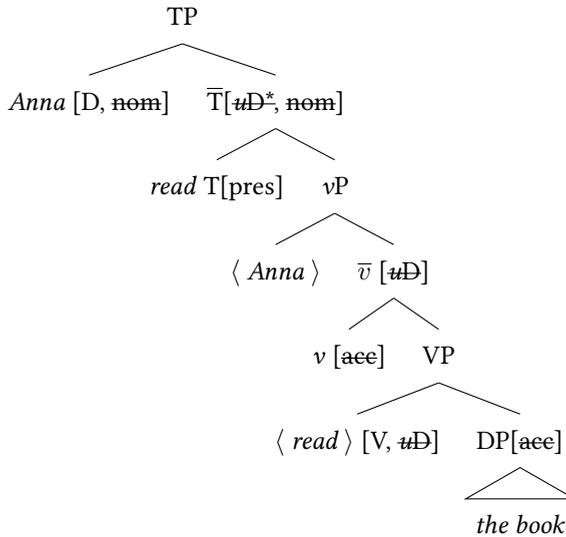 TP
Anna [D, nom] T̅[uD*, nom]
read T[pres] vP
⟨ Anna ⟩ v̅ [uD]
v [acc] VP
⟨ read ⟩ [V, uD] DP[acc]
the book